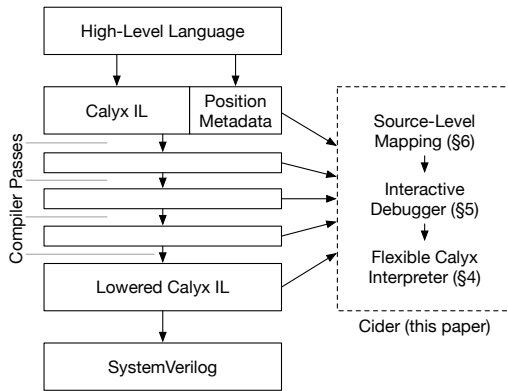 High-Level Language
Calyx IL
Position
Metadata
Compiler Passes
Lowered Calyx IL
SystemVerilog
Source-Level
Mapping (§6)
Interactive
Debugger (§5)
Flexible Calyx
Interpreter (§4)
Cider (this paper)